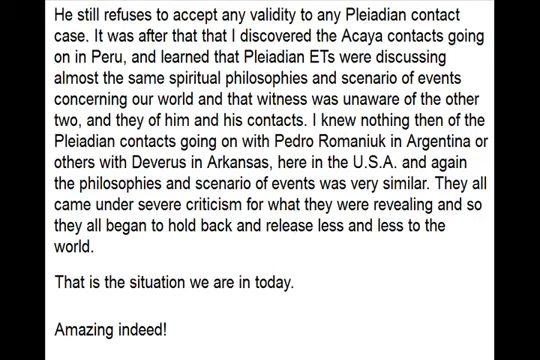 He still refuses to accept any validity to any Pleiadian contact
case. It was after that that I discovered the Acaya contacts going
on in Peru, and learned that Pleiadian ETs were discussing
almost the same spiritual philosophies and scenario of events
concerning our world and that witness was unaware of the other
two, and they of him and his contacts. I knew nothing then of the
Pleiadian contacts going on with Pedro Romaniuk in Argentina or
others with Deverus in Arkansas, here in the U.S.A. and again
the philosophies and scenario of events was very similar. They all
came under severe criticism for what they were revealing and so
they all began to hold back and release less and less to the
world.
That is the situation we are in today.
Amazing indeed!